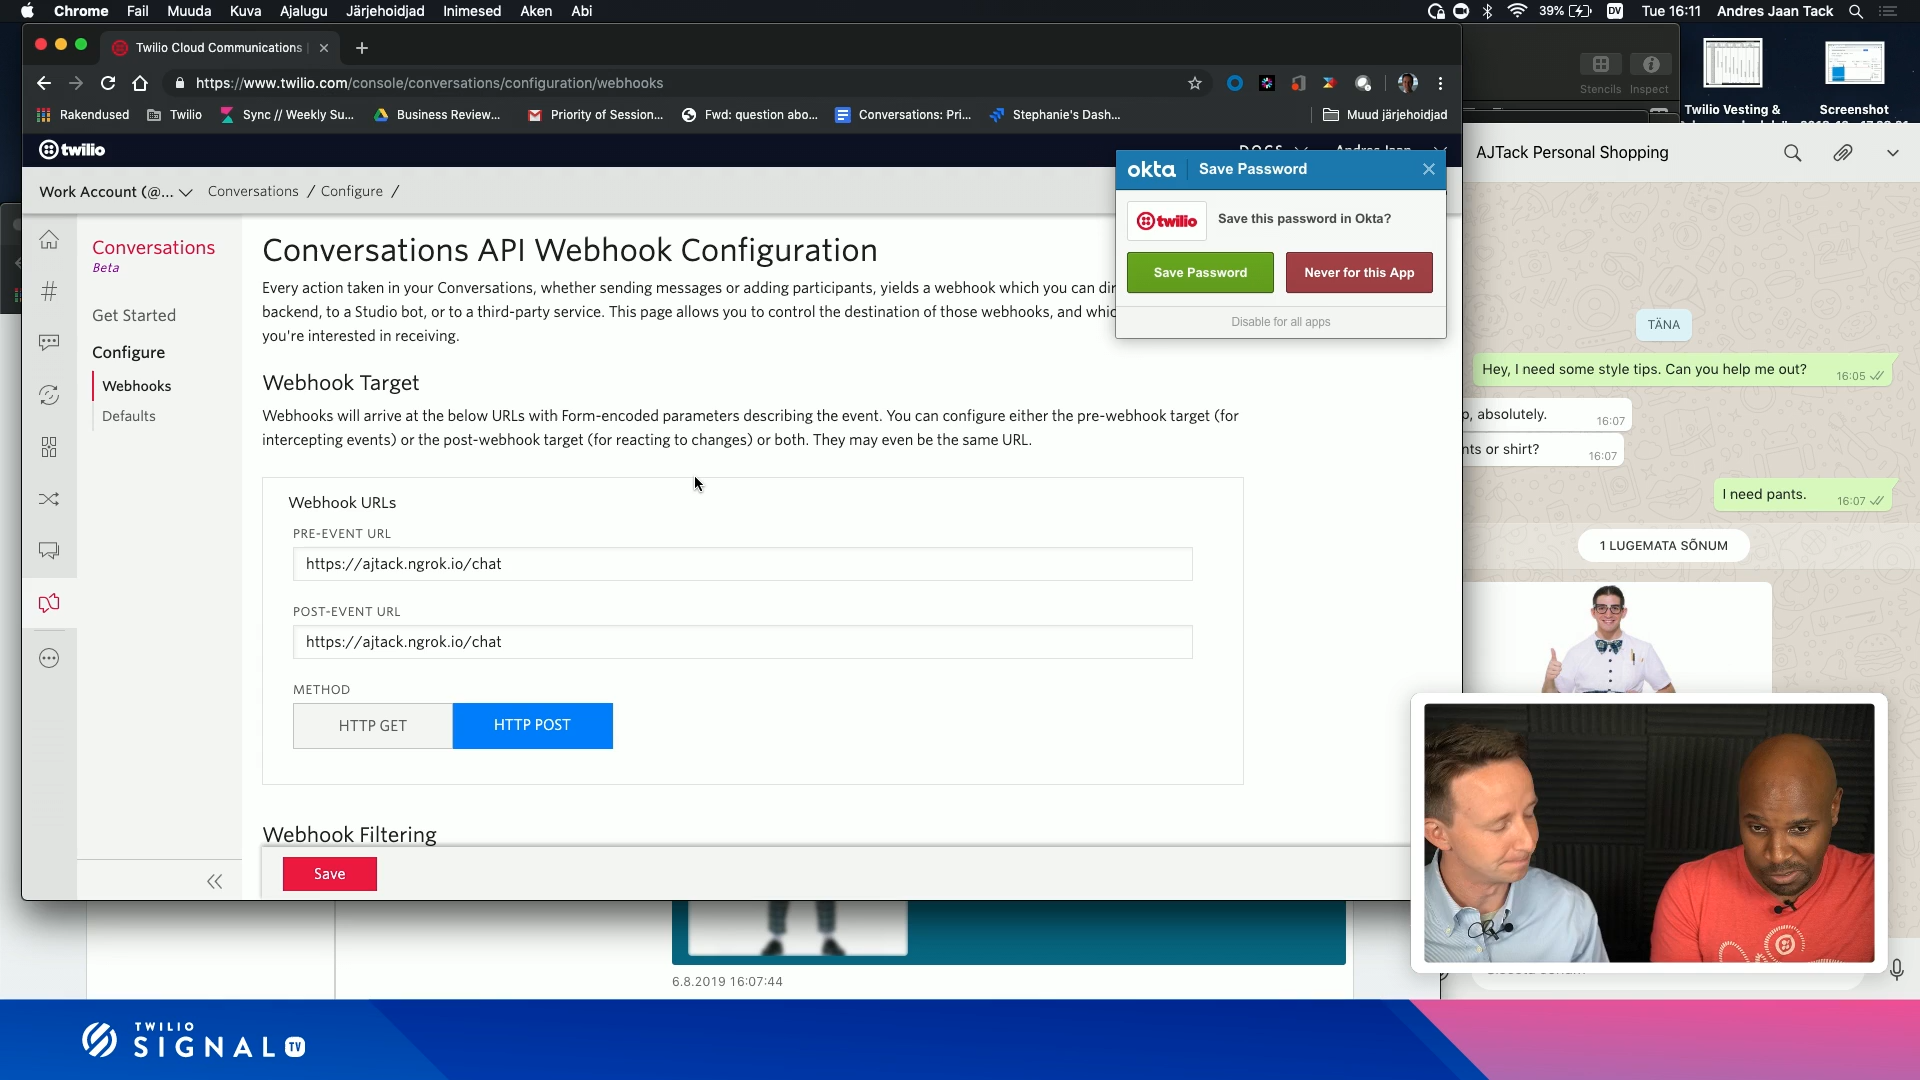 Chrome Fail Muuda Kuva Ajalugu Järjehoidjad Inimesed Aken Abi
39% DV Tue 16:11 Andres Jaan Tack
Twilio Cloud Communications
https://www.twilio.com/console/conversations/configuration/webhooks
Rakendused Twilio Sync // Weekly Su... Business Review... Priority of Session... Fwd: question abo... Conversations: Pri... Stephanie's Dash... Muud järjehoidjad
Stencils Inspect
Twilio Vesting &
Screenshot
twilio
DOCS
Andres Jaan
Work Account (@... Conversations / Configure /
okta Save Password
twilio Save this password in Okta?
Save Password Never for this App
Disable for all apps
Conversations
Beta
Get Started
Configure
Webhooks
Defaults
Conversations API Webhook Configuration
Every action taken in your Conversations, whether sending messages or adding participants, yields a webhook which you can dir
backend, to a Studio bot, or to a third-party service. This page allows you to control the destination of those webhooks, and whic
you're interested in receiving.
Webhook Target
Webhooks will arrive at the below URLs with Form-encoded parameters describing the event. You can configure either the pre-webhook target (for
intercepting events) or the post-webhook target (for reacting to changes) or both. They may even be the same URL.
Webhook URLs
PRE-EVENT URL
https://ajtack.ngrok.io/chat
POST-EVENT URL
https://ajtack.ngrok.io/chat
METHOD
HTTP GET HTTP POST
Webhook Filtering
Save
6.8.2019 16:07:44
AJTack Personal Shopping
TÄNA
Hey, I need some style tips. Can you help me out? 16:05
p, absolutely. 16:07
nts or shirt? 16:07
I need pants. 16:07
1 LUGEMATA SÕNUM
TWILIO
SIGNAL TV